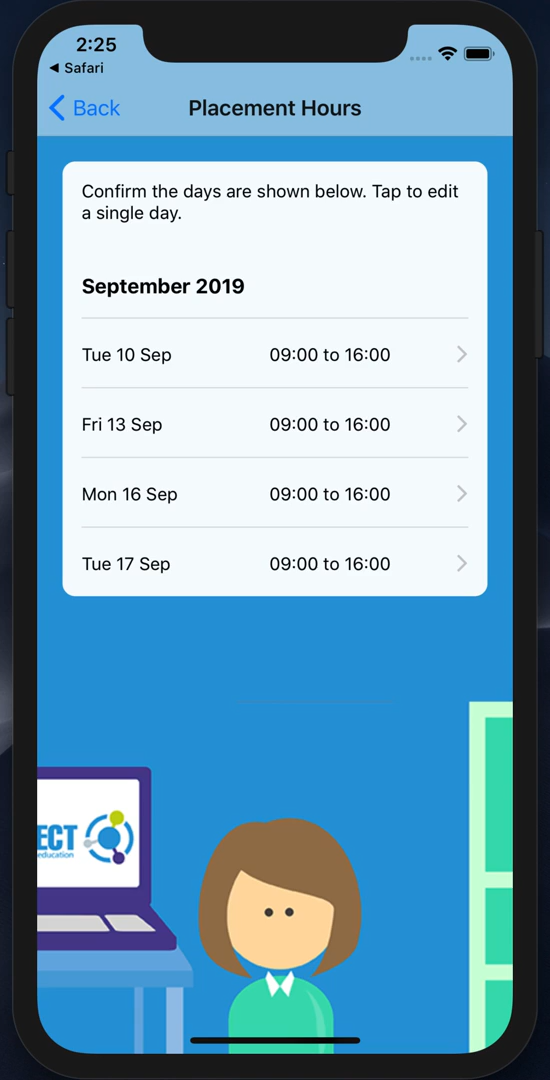 2:25
◀ Safari
Back
Placement Hours
Confirm the days are shown below. Tap to edit
a single day.
September 2019
Tue 10 Sep 09:00 to 16:00
Fri 13 Sep 09:00 to 16:00
Mon 16 Sep 09:00 to 16:00
Tue 17 Sep 09:00 to 16:00
ECT
education